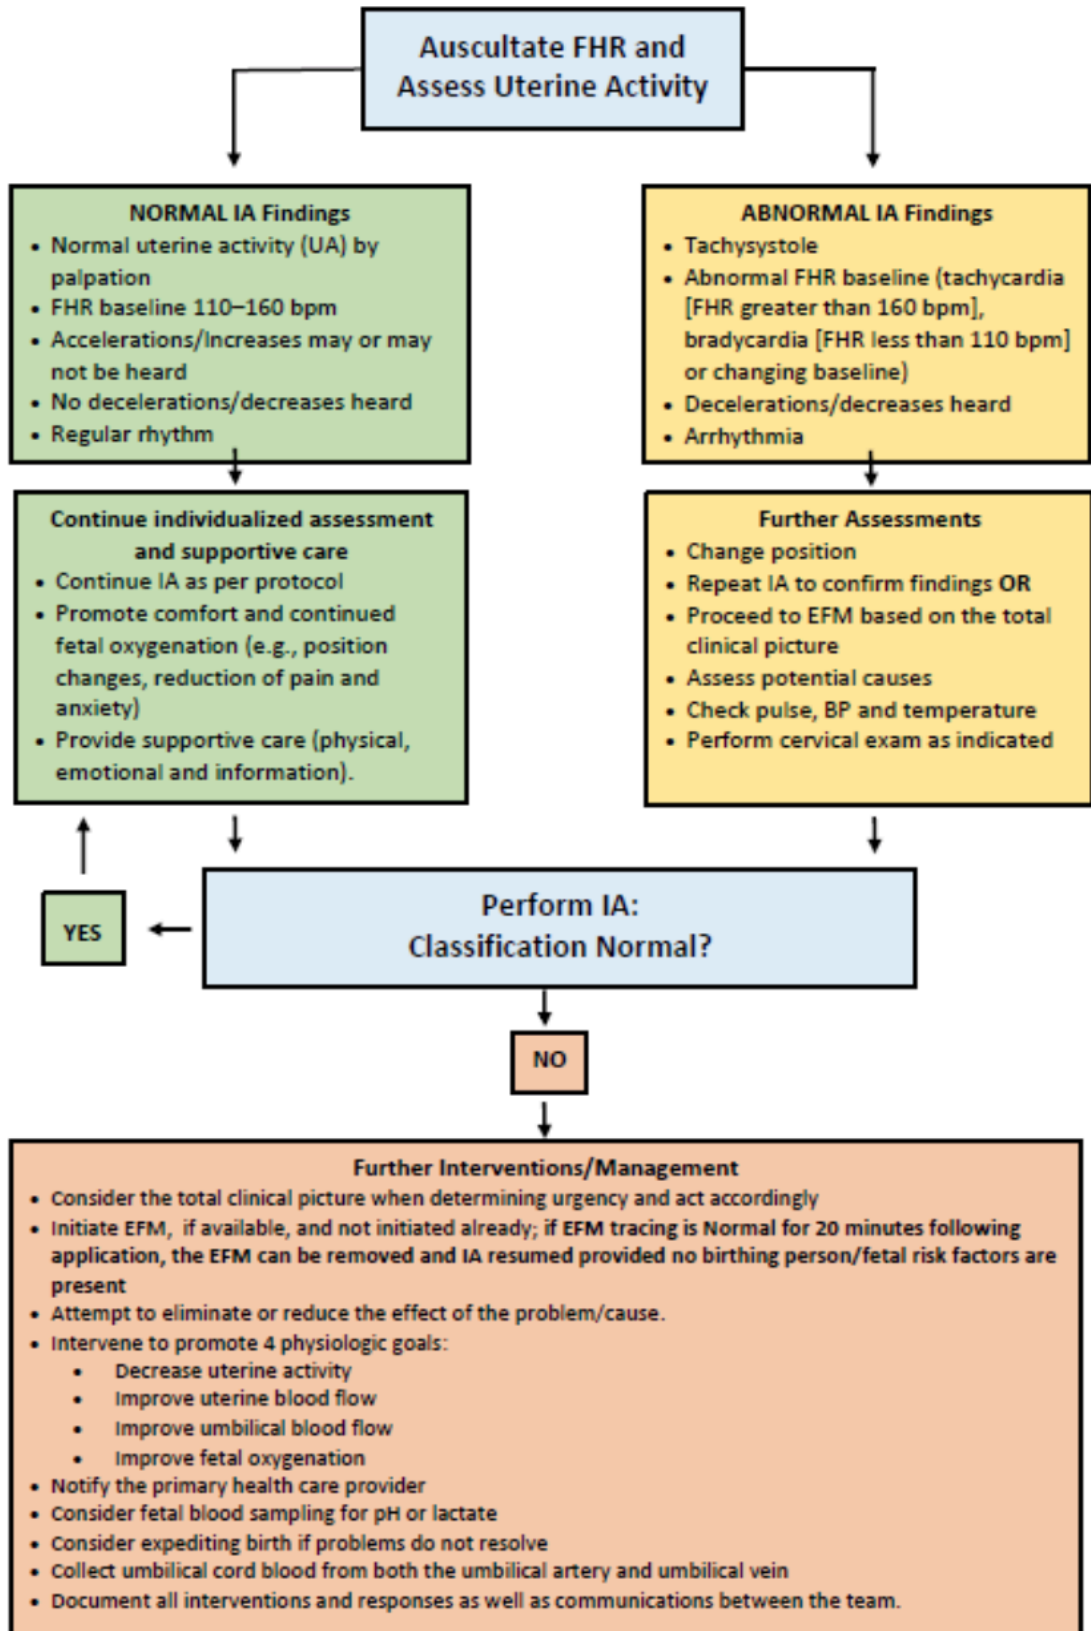 Auscultate FHR and
Assess Uterine Activity
NORMAL IA Findings
• Normal uterine activity (UA) by
palpation
• FHR baseline 110–160 bpm
• Accelerations/Increases may or may
not be heard
• No decelerations/decreases heard
• Regular rhythm
ABNORMAL IA Findings
• Tachysystole
• Abnormal FHR baseline (tachycardia
[FHR greater than 160 bpm],
bradycardia [FHR less than 110 bpm]
or changing baseline)
• Decelerations/decreases heard
• Arrhythmia
Continue individualized assessment
and supportive care
• Continue IA as per protocol
• Promote comfort and continued
fetal oxygenation (e.g., position
changes, reduction of pain and
anxiety)
• Provide supportive care (physical,
emotional and information).
Further Assessments
• Change position
• Repeat IA to confirm findings OR
• Proceed to EFM based on the total
clinical picture
• Assess potential causes
• Check pulse, BP and temperature
• Perform cervical exam as indicated
YES
Perform IA:
Classification Normal?
NO
Further Interventions/Management
• Consider the total clinical picture when determining urgency and act accordingly
• Initiate EFM, if available, and not initiated already; if EFM tracing is Normal for 20 minutes following
application, the EFM can be removed and IA resumed provided no birthing person/fetal risk factors are
present
• Attempt to eliminate or reduce the effect of the problem/cause.
• Intervene to promote 4 physiologic goals:
• Decrease uterine activity
• Improve uterine blood flow
• Improve umbilical blood flow
• Improve fetal oxygenation
• Notify the primary health care provider
• Consider fetal blood sampling for pH or lactate
• Consider expediting birth if problems do not resolve
• Collect umbilical cord blood from both the umbilical artery and umbilical vein
• Document all interventions and responses as well as communications between the team.